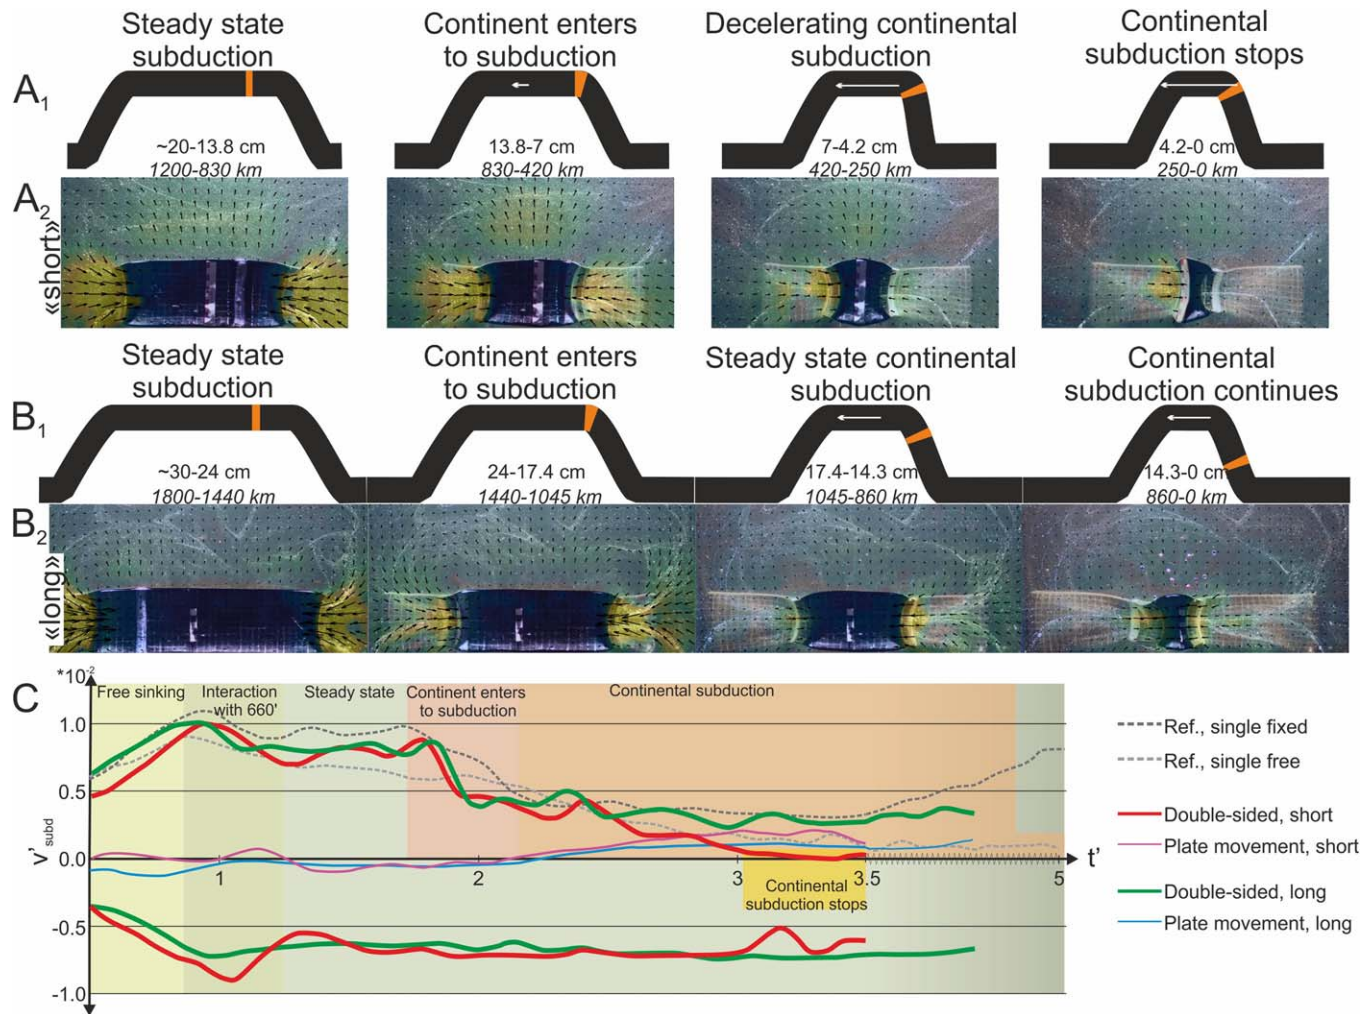 Steady state
subduction
Continent enters
to subduction
Decelerating continental
subduction
Continental
subduction stops
A1
~20-13.8 cm
1200-830 km
13.8-7 cm
830-420 km
7-4.2 cm
420-250 km
4.2-0 cm
250-0 km
A2
«short»
Steady state
subduction
Continent enters
to subduction
Steady state continental
subduction
Continental
subduction continues
B1
~30-24 cm
1800-1440 km
24-17.4 cm
1440-1045 km
17.4-14.3 cm
1045-860 km
14.3-0 cm
860-0 km
B2
«long»
C
*10-2
Free sinking
Interaction
with 660'
Steady state
Continent enters
to subduction
Continental subduction
1.0
0.5
0.0
-0.5
-1.0
v'subd
1
2
3
3.5
5
t'
Continental
subduction stops
Ref., single fixed
Ref., single free
Double-sided, short
Plate movement, short
Double-sided, long
Plate movement, long